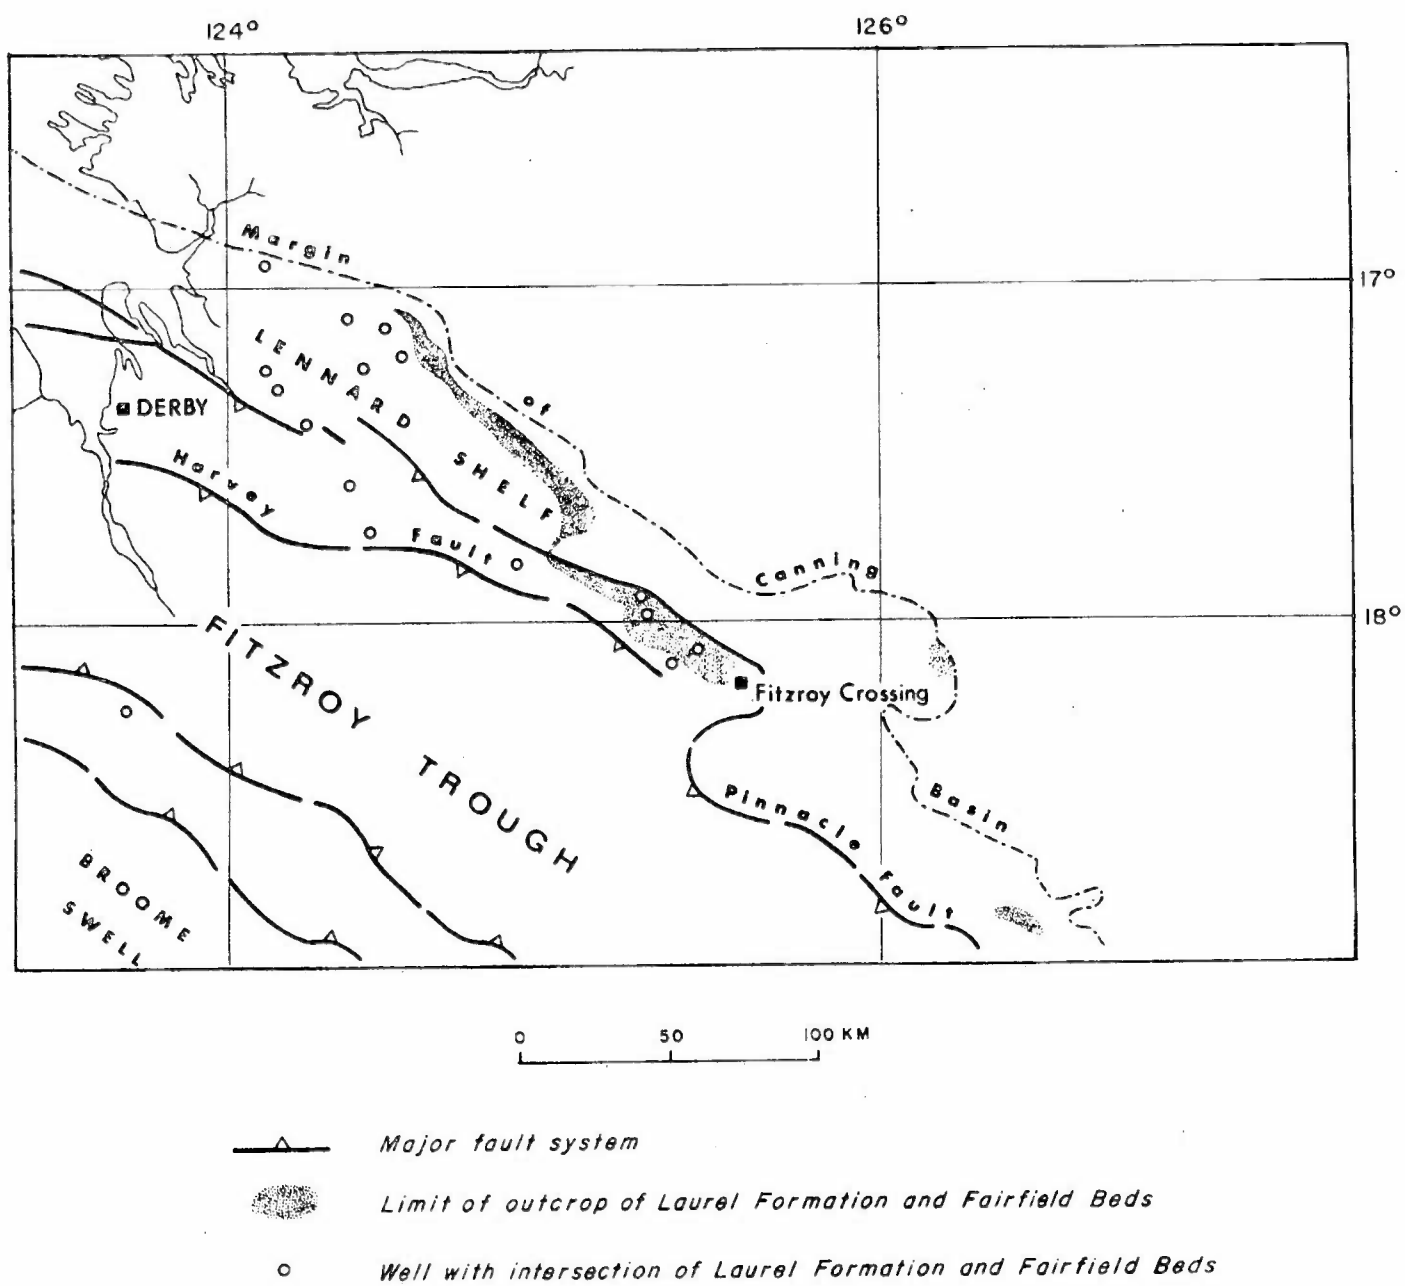 124° 126°
Margin
17°
LENNARD
of
DERBY
SHELF
Harvey
Fault
Canning
18°
FITZROY
Fitzroy Crossing
TROUGH
Pinnacle Fault
Basin
BROOME
SWELL
0 50 100 KM
Major fault system
Limit of outcrop of Laurel Formation and Fairfield Beds
Well with intersection of Laurel Formation and Fairfield Beds